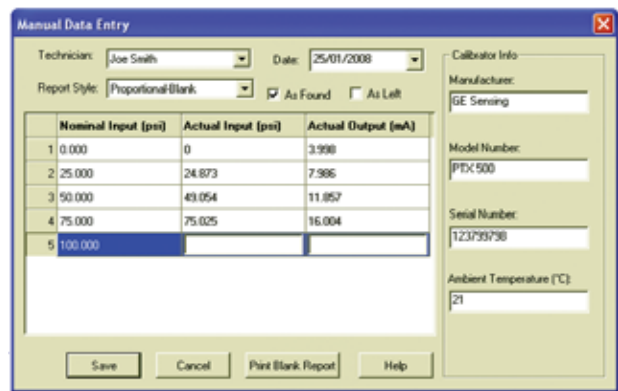 Manual Data Entry
Technician: Joe Smith Date: 25/01/2008
Report Style: Proportional-Blank As Found As Left
Nominal Input (psi) Actual Input (psi) Actual Output (mA)
1 0.000 0 3.998
2 25.000 24.873 7.986
3 50.000 49.054 11.857
4 75.000 75.025 16.004
5 100.000
Save Cancel Print Blank Report Help
Calibrator Info
Manufacturer:
GE Sensing
Model Number:
PTX 500
Serial Number:
123799798
Ambient Temperature (°C):
21